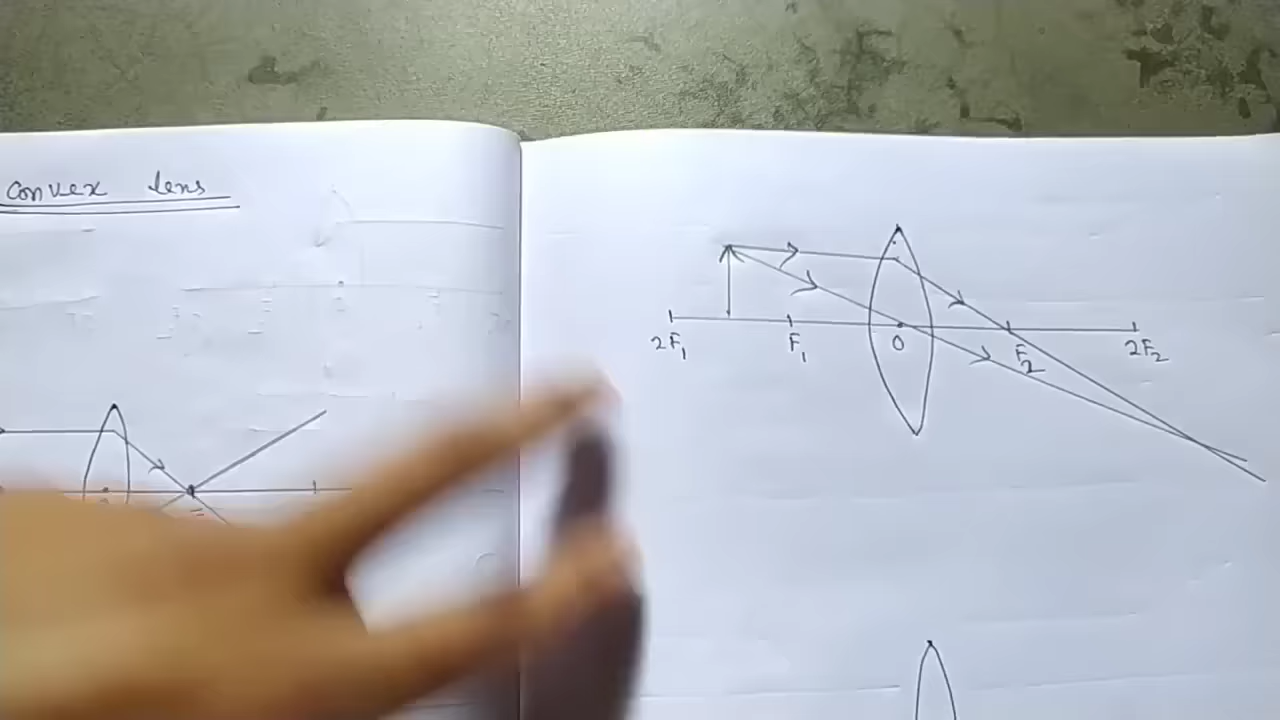 convex lens
2F₁ F₁ O F₂ 2F₂